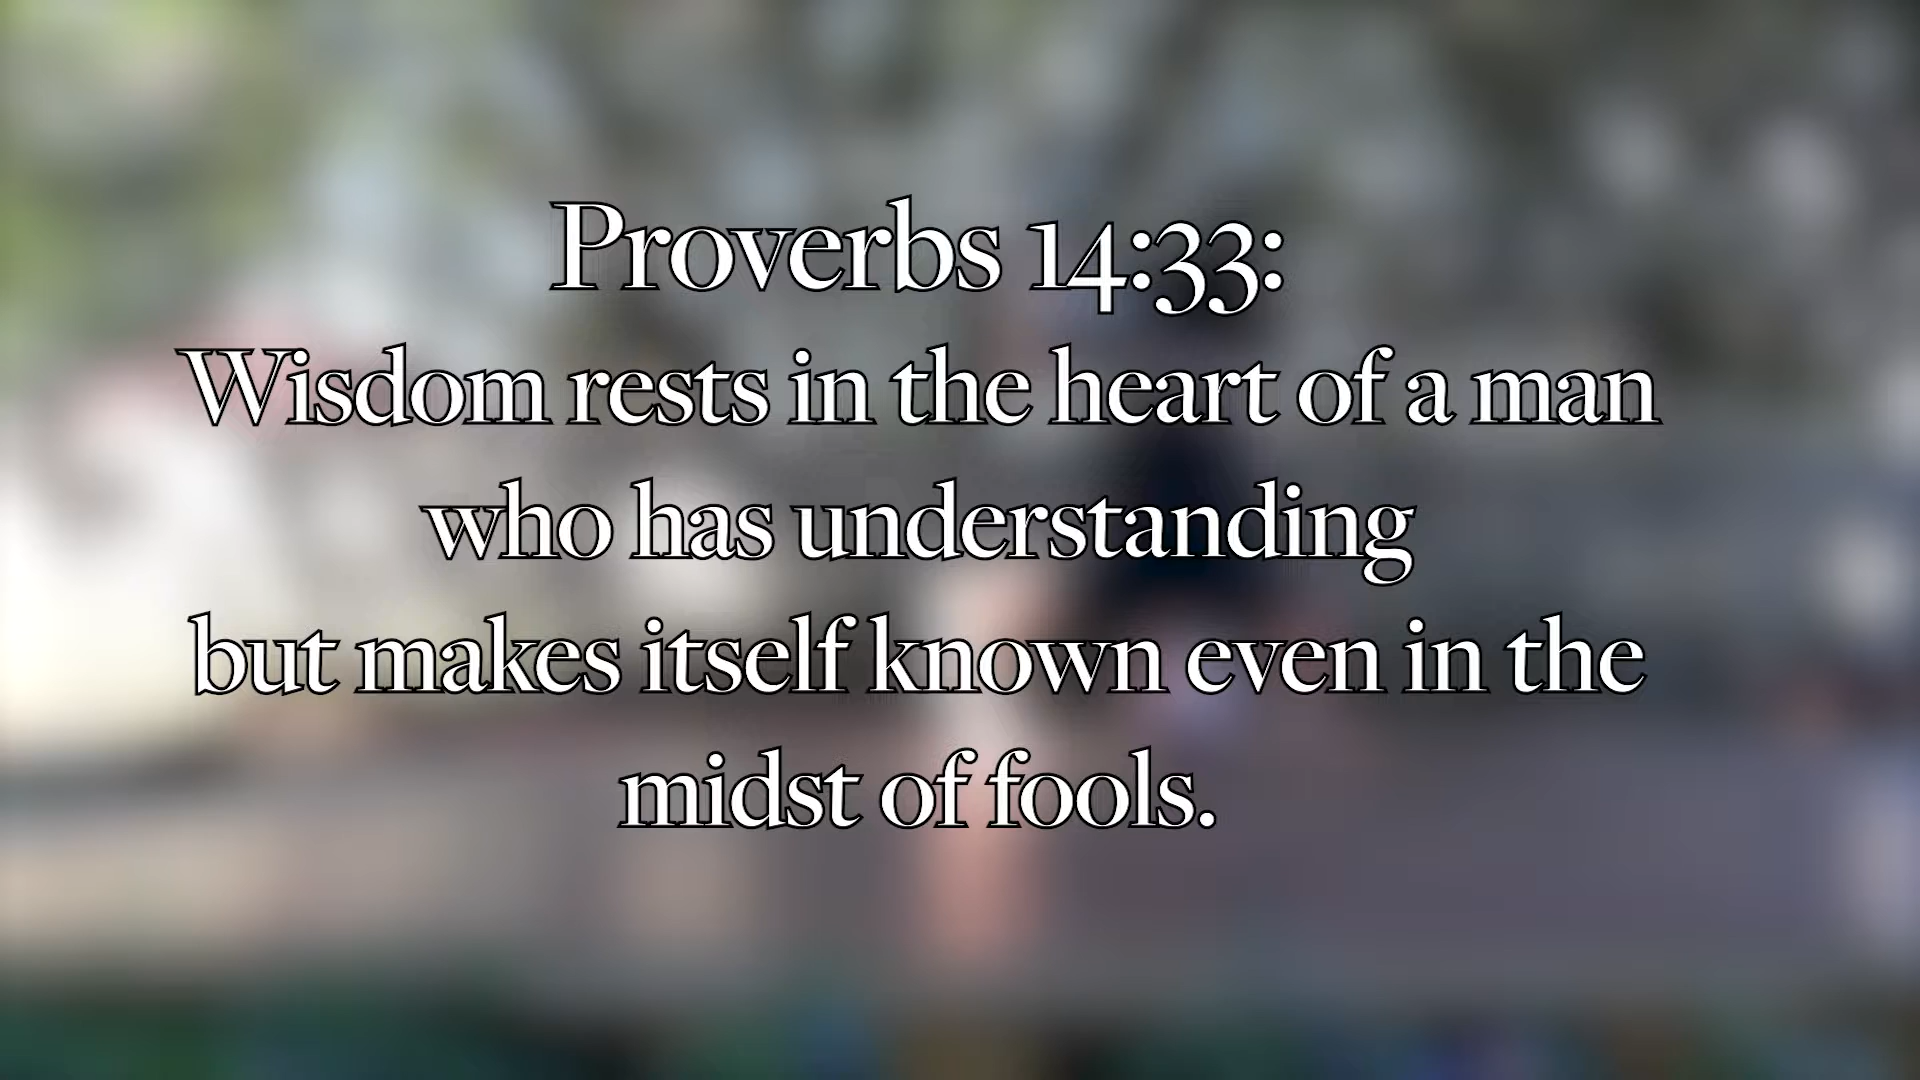 Proverbs 14:33:
Wisdom rests in the heart of a man
who has understanding
but makes itself known even in the
midst of fools.